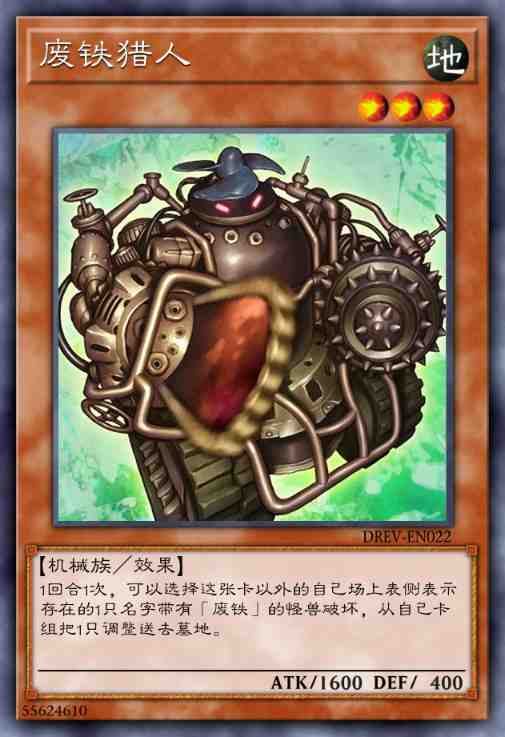 废铁猎人
地
DREV-EN022
【机械族／效果】
1回合1次，可以选择这张卡以外的自己场上表侧表示
存在的1只名字带有「废铁」的怪兽破坏，从自己卡
组把1只调整送去墓地。
ATK/1600 DEF/ 400
55624610